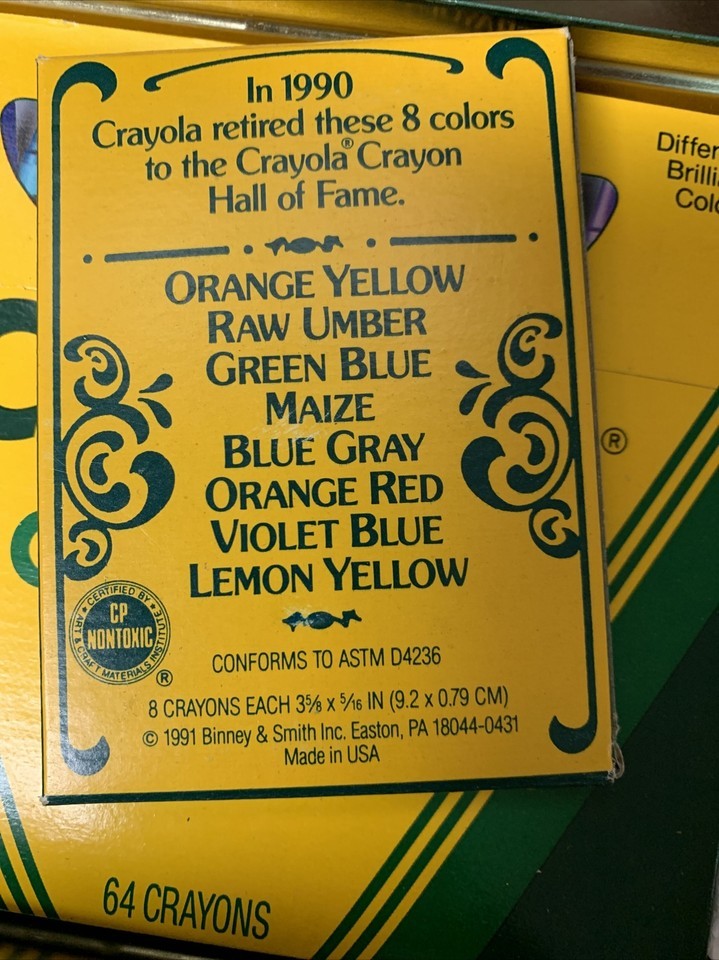 In 1990
Crayola retired these 8 colors
to the Crayola® Crayon
Hall of Fame.
ORANGE YELLOW
RAW UMBER
GREEN BLUE
MAIZE
BLUE GRAY
ORANGE RED
VIOLET BLUE
LEMON YELLOW
CERTIFIED BY
CP
NONTOXIC
ART & CRAFT MATERIALS INSTITUTE
®
CONFORMS TO ASTM D4236
8 CRAYONS EACH 3⅝ x 5/16 IN (9.2 x 0.79 CM)
© 1991 Binney & Smith Inc. Easton, PA 18044-0431
Made in USA
Differ
Brilli
Colo
®
64 CRAYONS